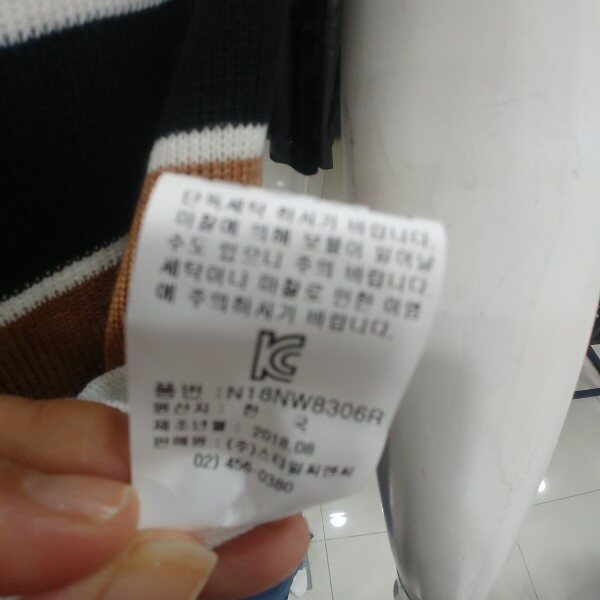 단독세탁 하시기 바랍니다.
마찰에 의해 보풀이 일어날
수도 있으니 주의 바랍니다.
세탁이나 마찰로 인한 이염
에 주의하시기 바랍니다.
KC
품번 : N18NW8306R
원산지 : 한 국
제조년월 : 2018.08
판매원 : (주)스타일씨앤씨
02) 456-0380